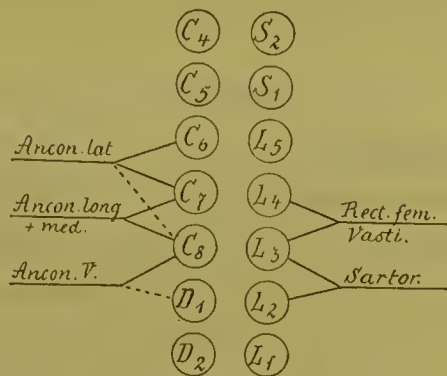 C4 S2
C5 S1
Ancon. lat C6 L5
Ancon. long C7 L4 Rect. fem.
+ med. Vasti.
C8 L3
Ancon. V. Sartor.
D1 L2
D2 L1